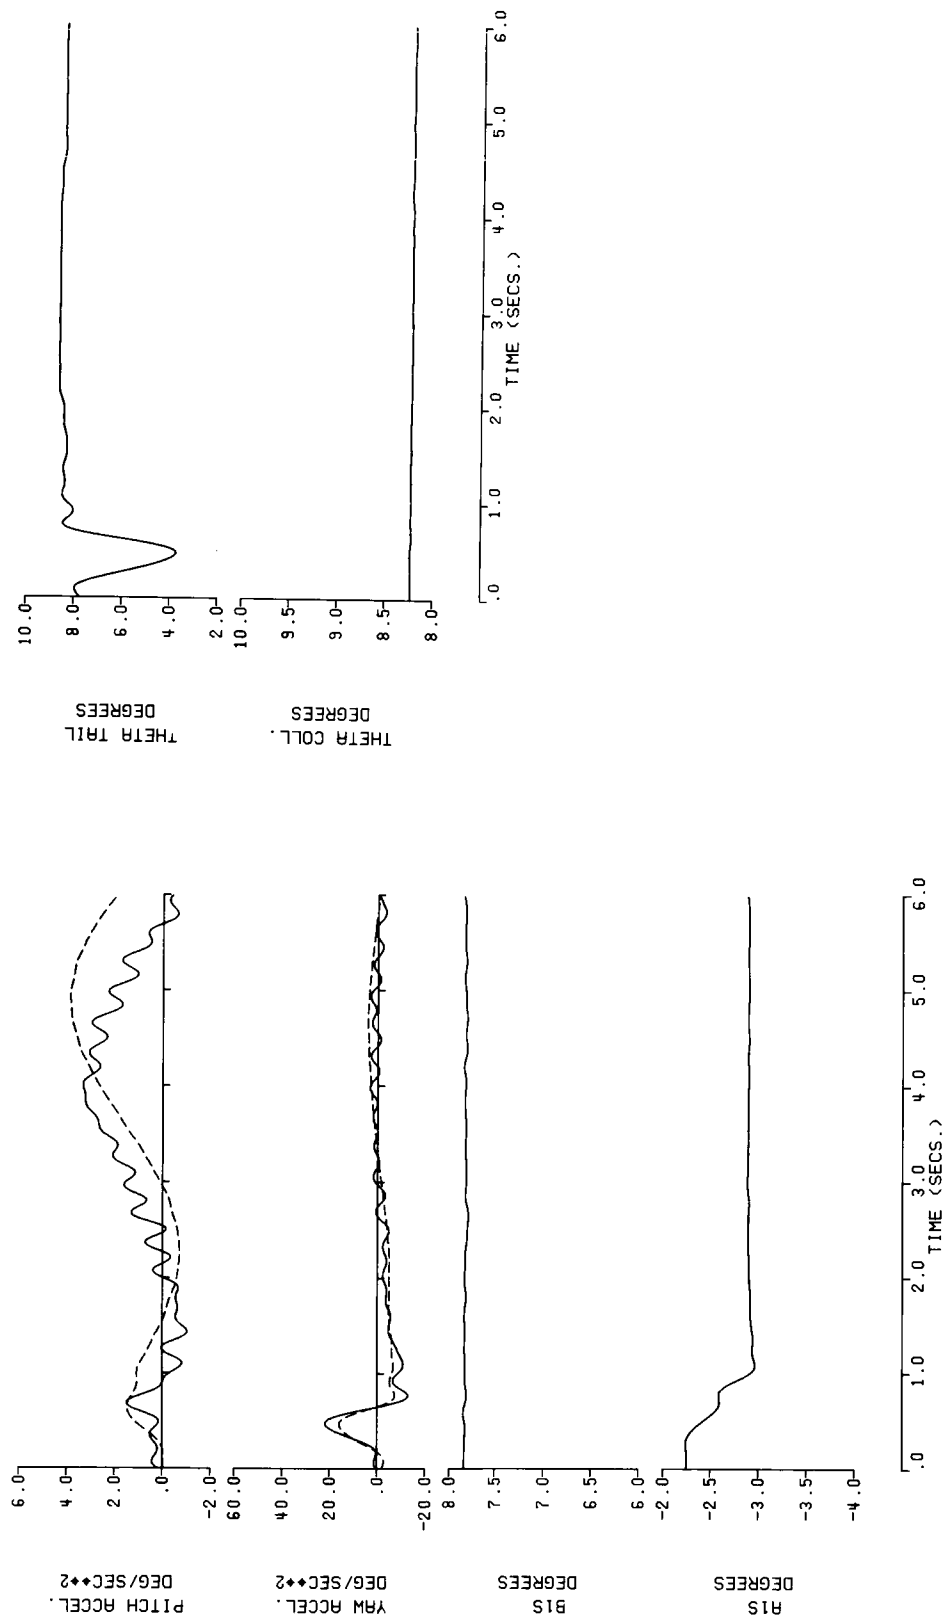 PITCH ACCEL.
DEG/SEC**2
6.0
4.0
2.0
.0
-2.0
YAW ACCEL.
DEG/SEC**2
60.0
40.0
20.0
.0
-20.0
B1S
DEGREES
8.0
7.5
7.0
6.5
6.0
A1S
DEGREES
-2.0
-2.5
-3.0
-4.0
-4.0
.0 1.0 2.0 3.0 4.0 5.0 6.0
TIME (SECS.)
THETA TAIL
DEGREES
10.0
8.0
6.0
4.0
2.0
THETA COLL.
DEGREES
10.0
9.5
9.0
8.5
8.0
.0 1.0 2.0 3.0 4.0 5.0 6.0
TIME (SECS.)